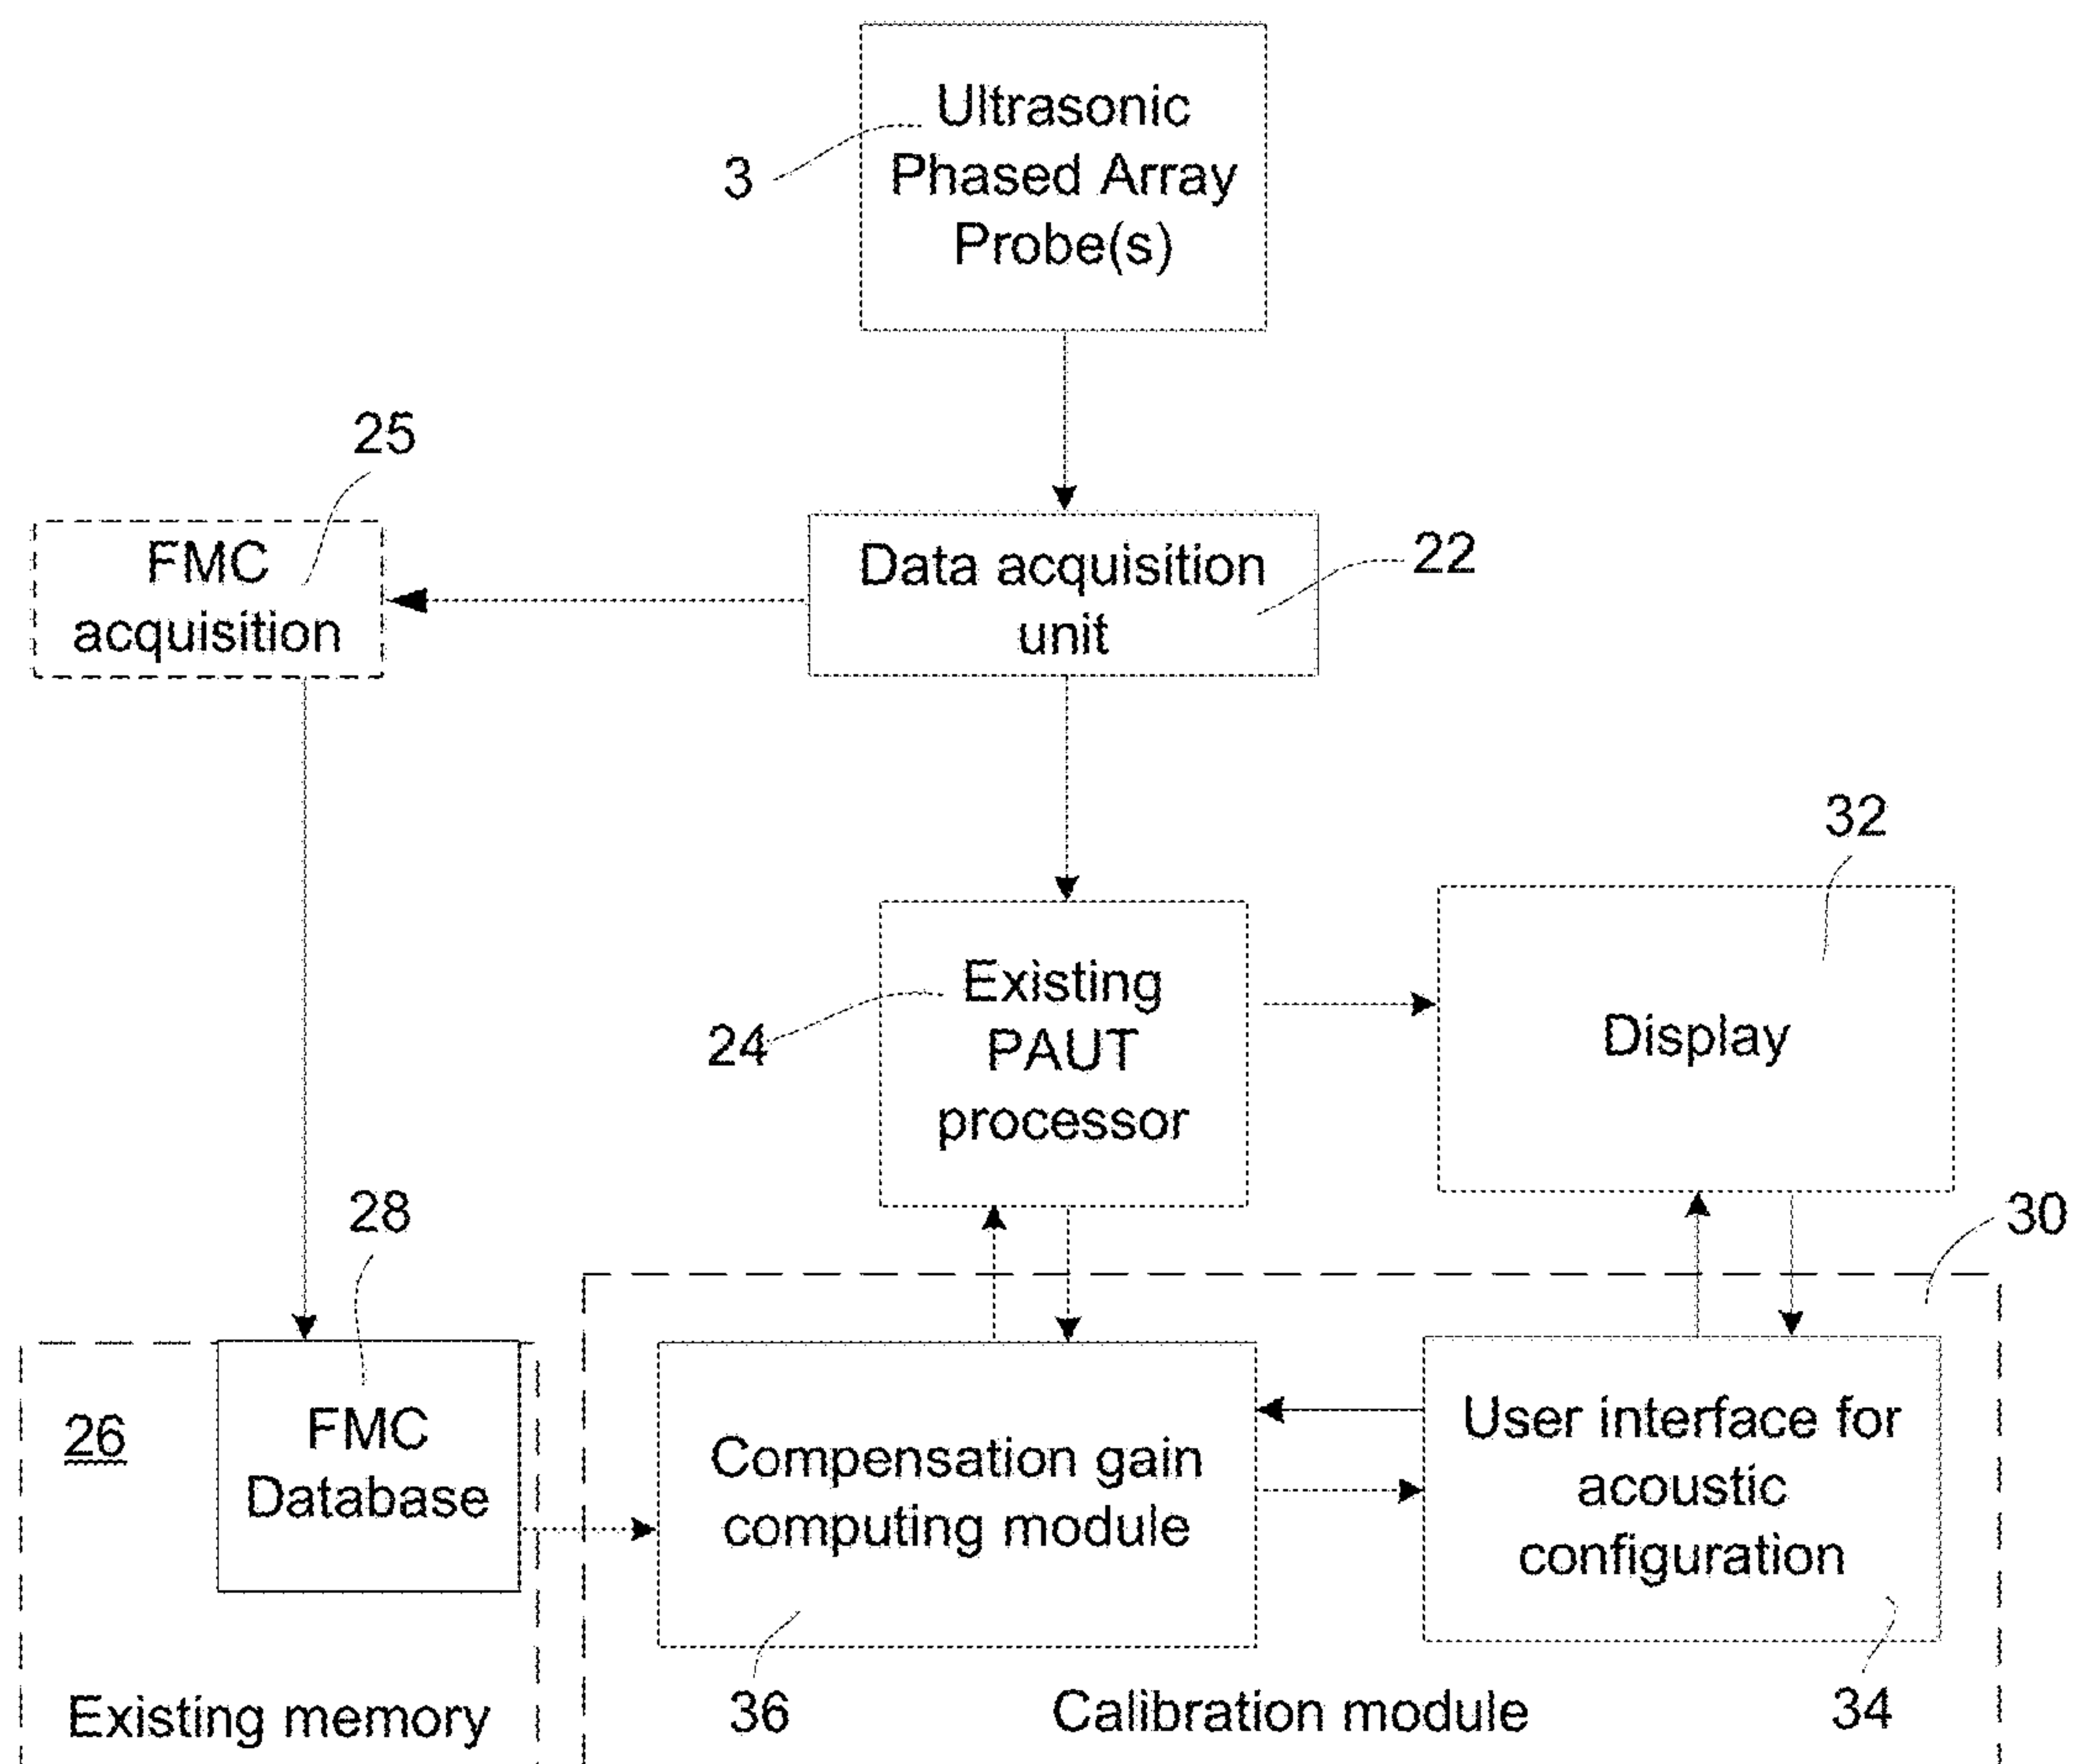 Ultrasonic
Phased Array
Probe(s)
3
25
FMC
acquisition
Data acquisition
unit
22
32
Existing
PAUT
processor
24
Display
28
30
26
FMC
Database
Compensation gain
computing module
User interface for
acoustic
configuration
36
34
Existing memory
Calibration module